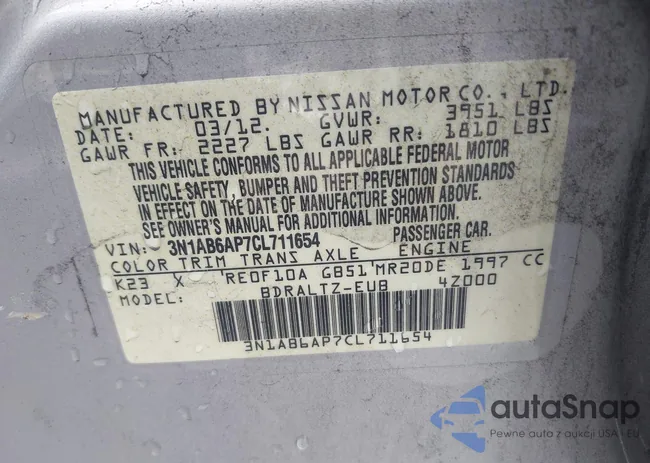 MANUFACTURED BY NISSAN MOTOR CO., LTD.
DATE: 03/12. GVWR: 3951 LBS
GAWR FR: 2227 LBS GAWR RR: 1810 LBS
THIS VEHICLE CONFORMS TO ALL APPLICABLE FEDERAL MOTOR
VEHICLE SAFETY, BUMPER AND THEFT PREVENTION STANDARDS
IN EFFECT ON THE DATE OF MANUFACTURE SHOWN ABOVE.
SEE OWNER'S MANUAL FOR ADDITIONAL INFORMATION.
VIN: 3N1AB6AP7CL711654 PASSENGER CAR.
COLOR TRIM TRANS AXLE ENGINE
K23 X RE0F10A GB51 MR20DE 1997 CC
MODEL: BDRALTZ-EUB 4Z000
3N1AB6AP7CL711654
autoSnap
Pewne auta z aukcji USA - EU